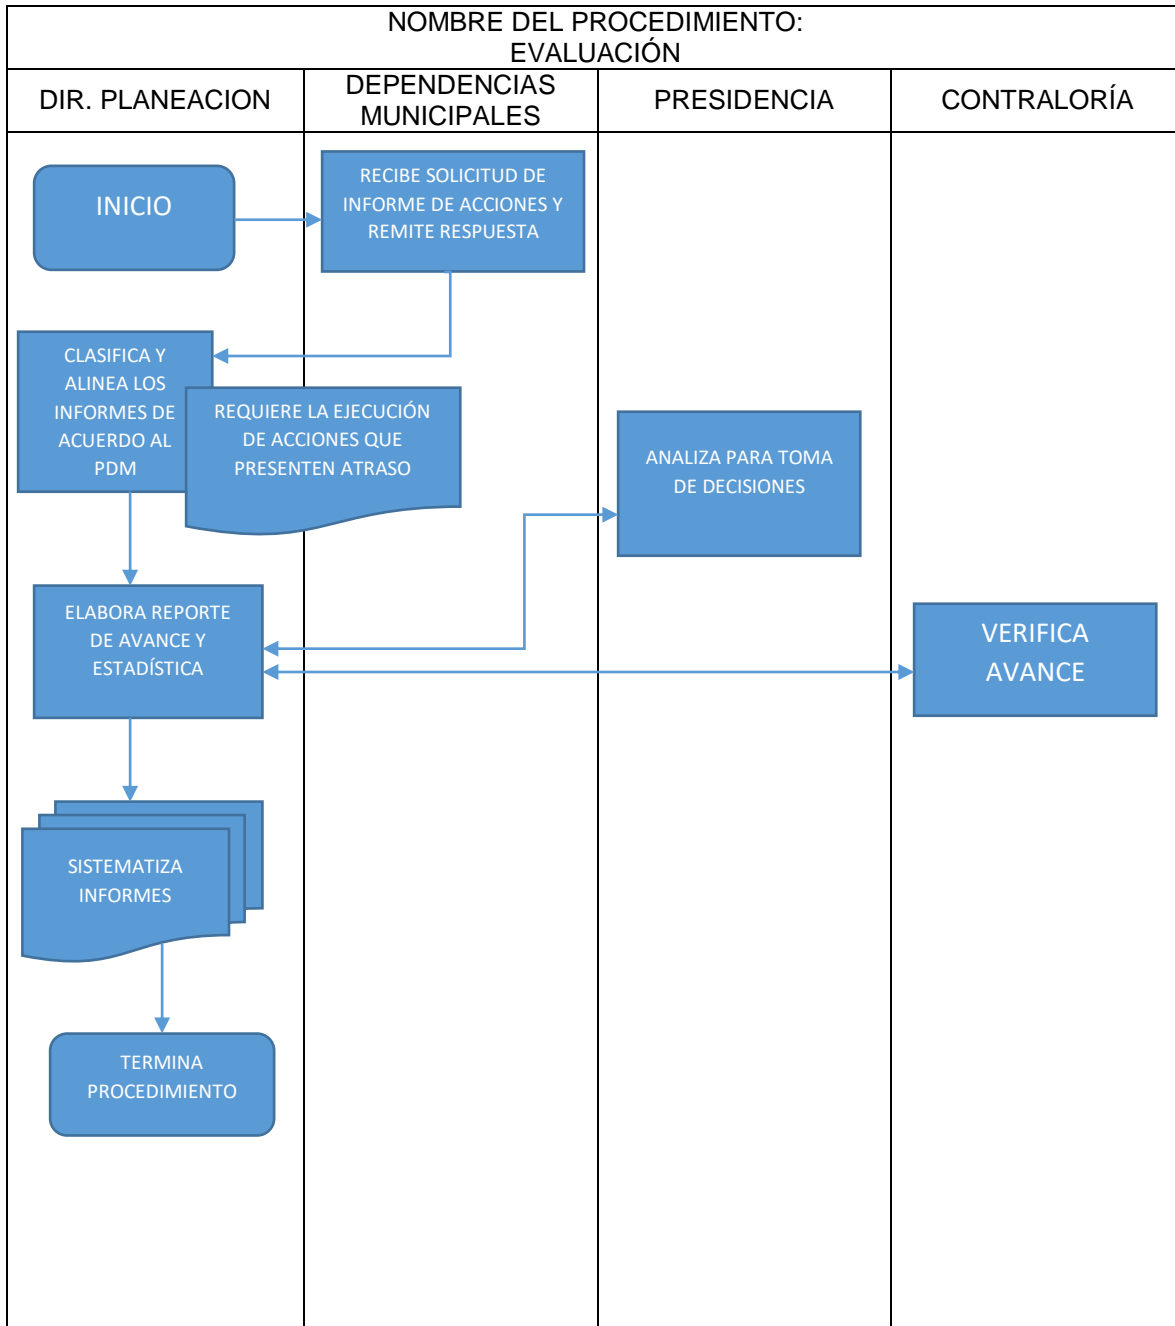 NOMBRE DEL PROCEDIMIENTO:
EVALUACIÓN
DIR. PLANEACION
DEPENDENCIAS
MUNICIPALES
PRESIDENCIA
CONTRALORÍA
INICIO
RECIBE SOLICITUD DE
INFORME DE ACCIONES Y
REMITE RESPUESTA
CLASIFICA Y
ALINEA LOS
INFORMES DE
ACUERDO AL
PDM
REQUIERE LA EJECUCIÓN
DE ACCIONES QUE
PRESENTEN ATRASO
ANALIZA PARA TOMA
DE DECISIONES
ELABORA REPORTE
DE AVANCE Y
ESTADÍSTICA
VERIFICA
AVANCE
SISTEMATIZA
INFORMES
TERMINA
PROCEDIMIENTO